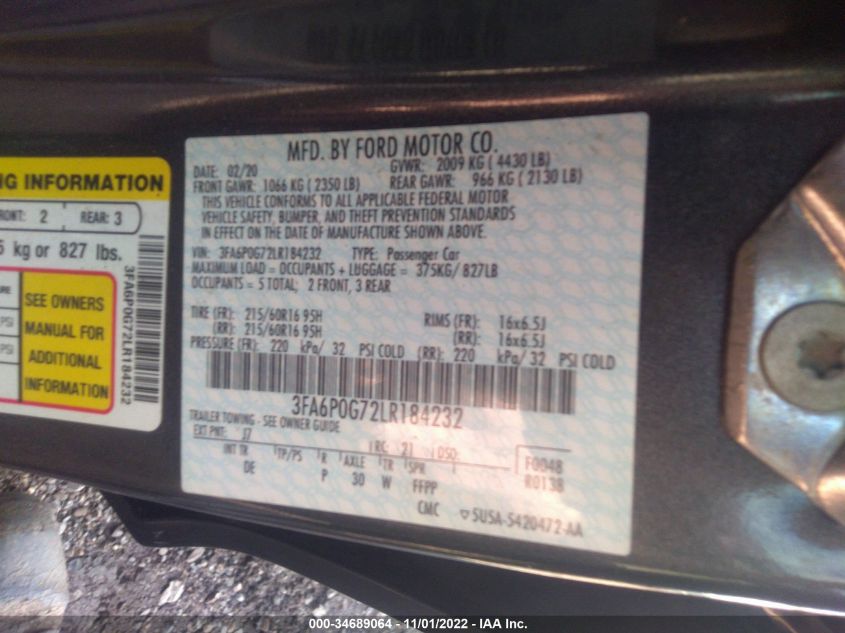 NG INFORMATION
RONT: 2 REAR: 3
5 kg or 827 lbs.
SEE OWNERS
MANUAL FOR
ADDITIONAL
INFORMATION
3FA6P0G72LR184232
MFD. BY FORD MOTOR CO.
DATE: 02/20 GVWR: 2009 KG ( 4430 LB)
FRONT GAWR: 1066 KG ( 2350 LB) REAR GAWR: 966 KG ( 2130 LB)
THIS VEHICLE CONFORMS TO ALL APPLICABLE FEDERAL MOTOR
VEHICLE SAFETY, BUMPER, AND THEFT PREVENTION STANDARDS
IN EFFECT ON THE DATE OF MANUFACTURE SHOWN ABOVE.
VIN: 3FA6P0G72LR184232 TYPE: Passenger Car
MAXIMUM LOAD = OCCUPANTS + LUGGAGE = 375KG/ 827LB
OCCUPANTS = 5 TOTAL; 2 FRONT, 3 REAR
TIRE (FR): 215/60R16 95H RIMS (FR): 16x6.5J
(RR): 215/60R16 95H (RR): 16x6.5J
PRESSURE (FR): 220 kPa/ 32 PSI COLD (RR): 220 kPa/ 32 PSI COLD
3FA6P0G72LR184232
TRAILER TOWING - SEE OWNER GUIDE
EXT PNT: J7 RC: 21 DSO: F0048
INT TR TP/PS R AXLE TR SPR R0138
DE P 30 W FFPP
CMC ▽5USA-5420472-AA
000-34689064 - 11/01/2022 - IAA Inc.